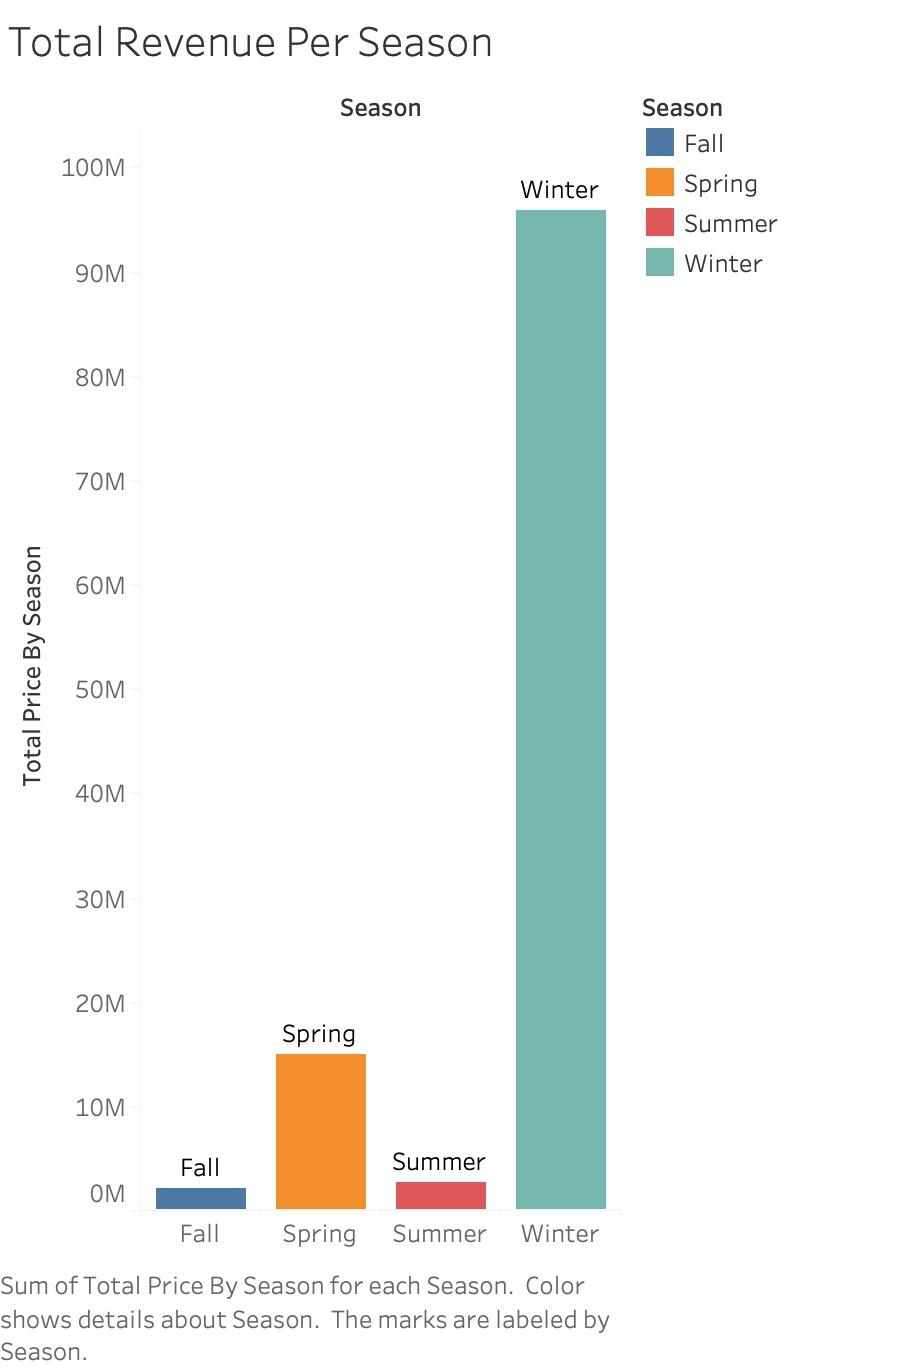 Total Revenue Per Season
Season
Season
Fall
Spring
Summer
Winter
Total Price By Season
100M
90M
80M
70M
60M
50M
40M
30M
20M
10M
0M
Winter
Spring
Summer
Fall
Fall
Spring
Summer
Winter
Sum of Total Price By Season for each Season.  Color
shows details about Season.  The marks are labeled by
Season.